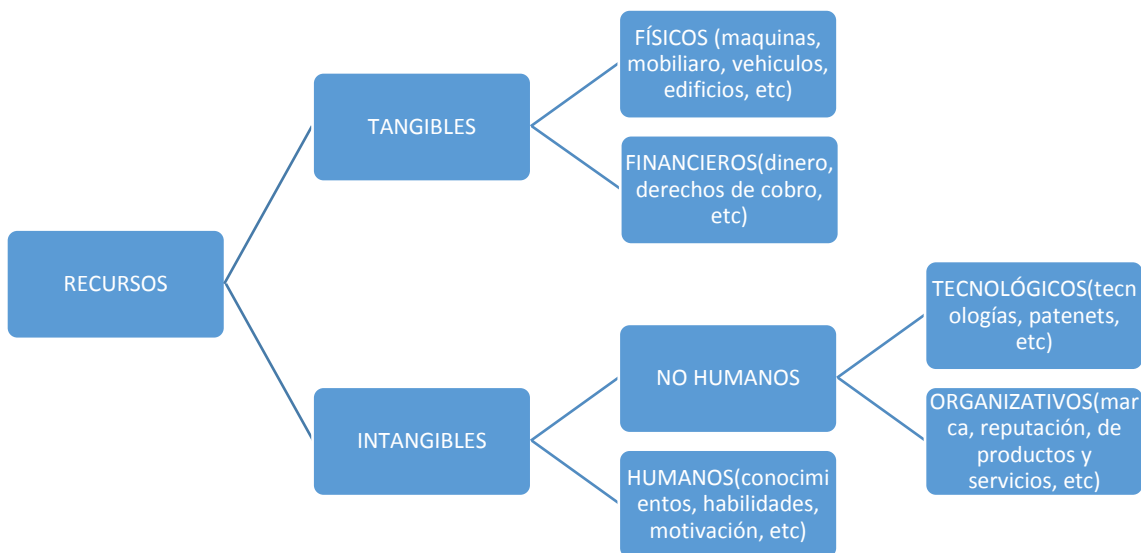 FÍSICOS (maquinas,
mobiliaro, vehiculos,
edificios, etc)
TANGIBLES
FINANCIEROS(dinero,
derechos de cobro,
etc)
RECURSOS
TECNOLÓGICOS(tecn
ologías, patenets,
etc)
NO HUMANOS
ORGANIZATIVOS(mar
ca, reputación, de
productos y
servicios, etc)
INTANGIBLES
HUMANOS(conocimi
entos, habilidades,
motivación, etc)